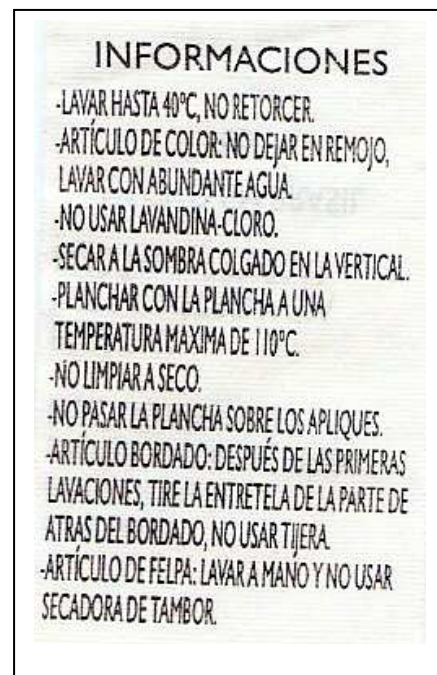 INFORMACIONES
-LAVAR HASTA 40°C, NO RETORCER.
-ARTÍCULO DE COLOR: NO DEJAR EN REMOJO,
LAVAR CON ABUNDANTE AGUA.
-NO USAR LAVANDINA-CLORO.
-SECAR A LA SOMBRA COLGADO EN LA VERTICAL.
-PLANCHAR CON LA PLANCHA A UNA
TEMPERATURA MAXIMA DE 110°C.
-NO LIMPIAR A SECO.
-NO PASAR LA PLANCHA SOBRE LOS APLIQUES.
-ARTÍCULO BORDADO: DESPUÉS DE LAS PRIMERAS
LAVACIONES, TIRE LA ENTRETELA DE LA PARTE DE
ATRAS DEL BORDADO, NO USAR TIJERA.
-ARTÍCULO DE FELPA: LAVAR A MANO Y NO USAR
SECADORA DE TAMBOR.